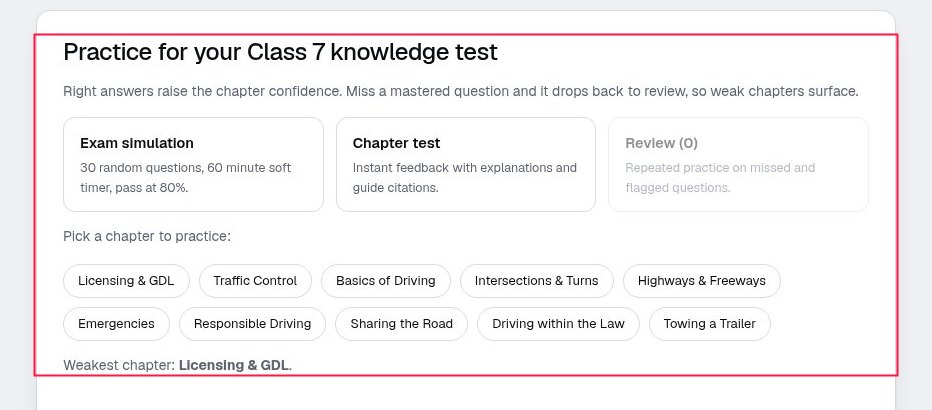 Practice for your Class 7 knowledge test
Right answers raise the chapter confidence. Miss a mastered question and it drops back to review, so weak chapters surface.
Exam simulation
30 random questions, 60 minute soft
timer, pass at 80%.
Chapter test
Instant feedback with explanations and
guide citations.
Review (0)
Repeated practice on missed and
flagged questions.
Pick a chapter to practice:
Licensing & GDL
Traffic Control
Basics of Driving
Intersections & Turns
Highways & Freeways
Emergencies
Responsible Driving
Sharing the Road
Driving within the Law
Towing a Trailer
Weakest chapter: Licensing & GDL.